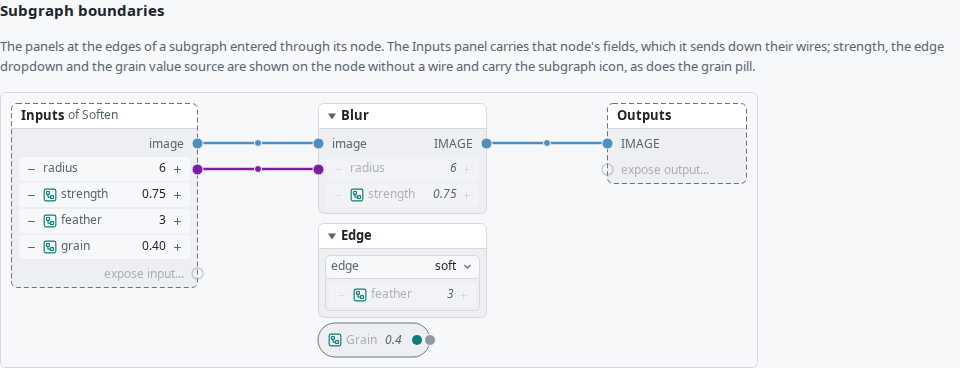 Subgraph boundaries
The panels at the edges of a subgraph entered through its node. The Inputs panel carries that node's fields, which it sends down their wires; strength, the edge
dropdown and the grain value source are shown on the node without a wire and carry the subgraph icon, as does the grain pill.
Inputs of Soften
image
− radius 6 +
− strength 0.75 +
− feather 3 +
− grain 0.40 +
expose input...
Blur
image IMAGE
− radius 6 +
− strength 0.75 +
Edge
edge soft
− feather 3 +
Grain 0.4
Outputs
IMAGE
expose output...